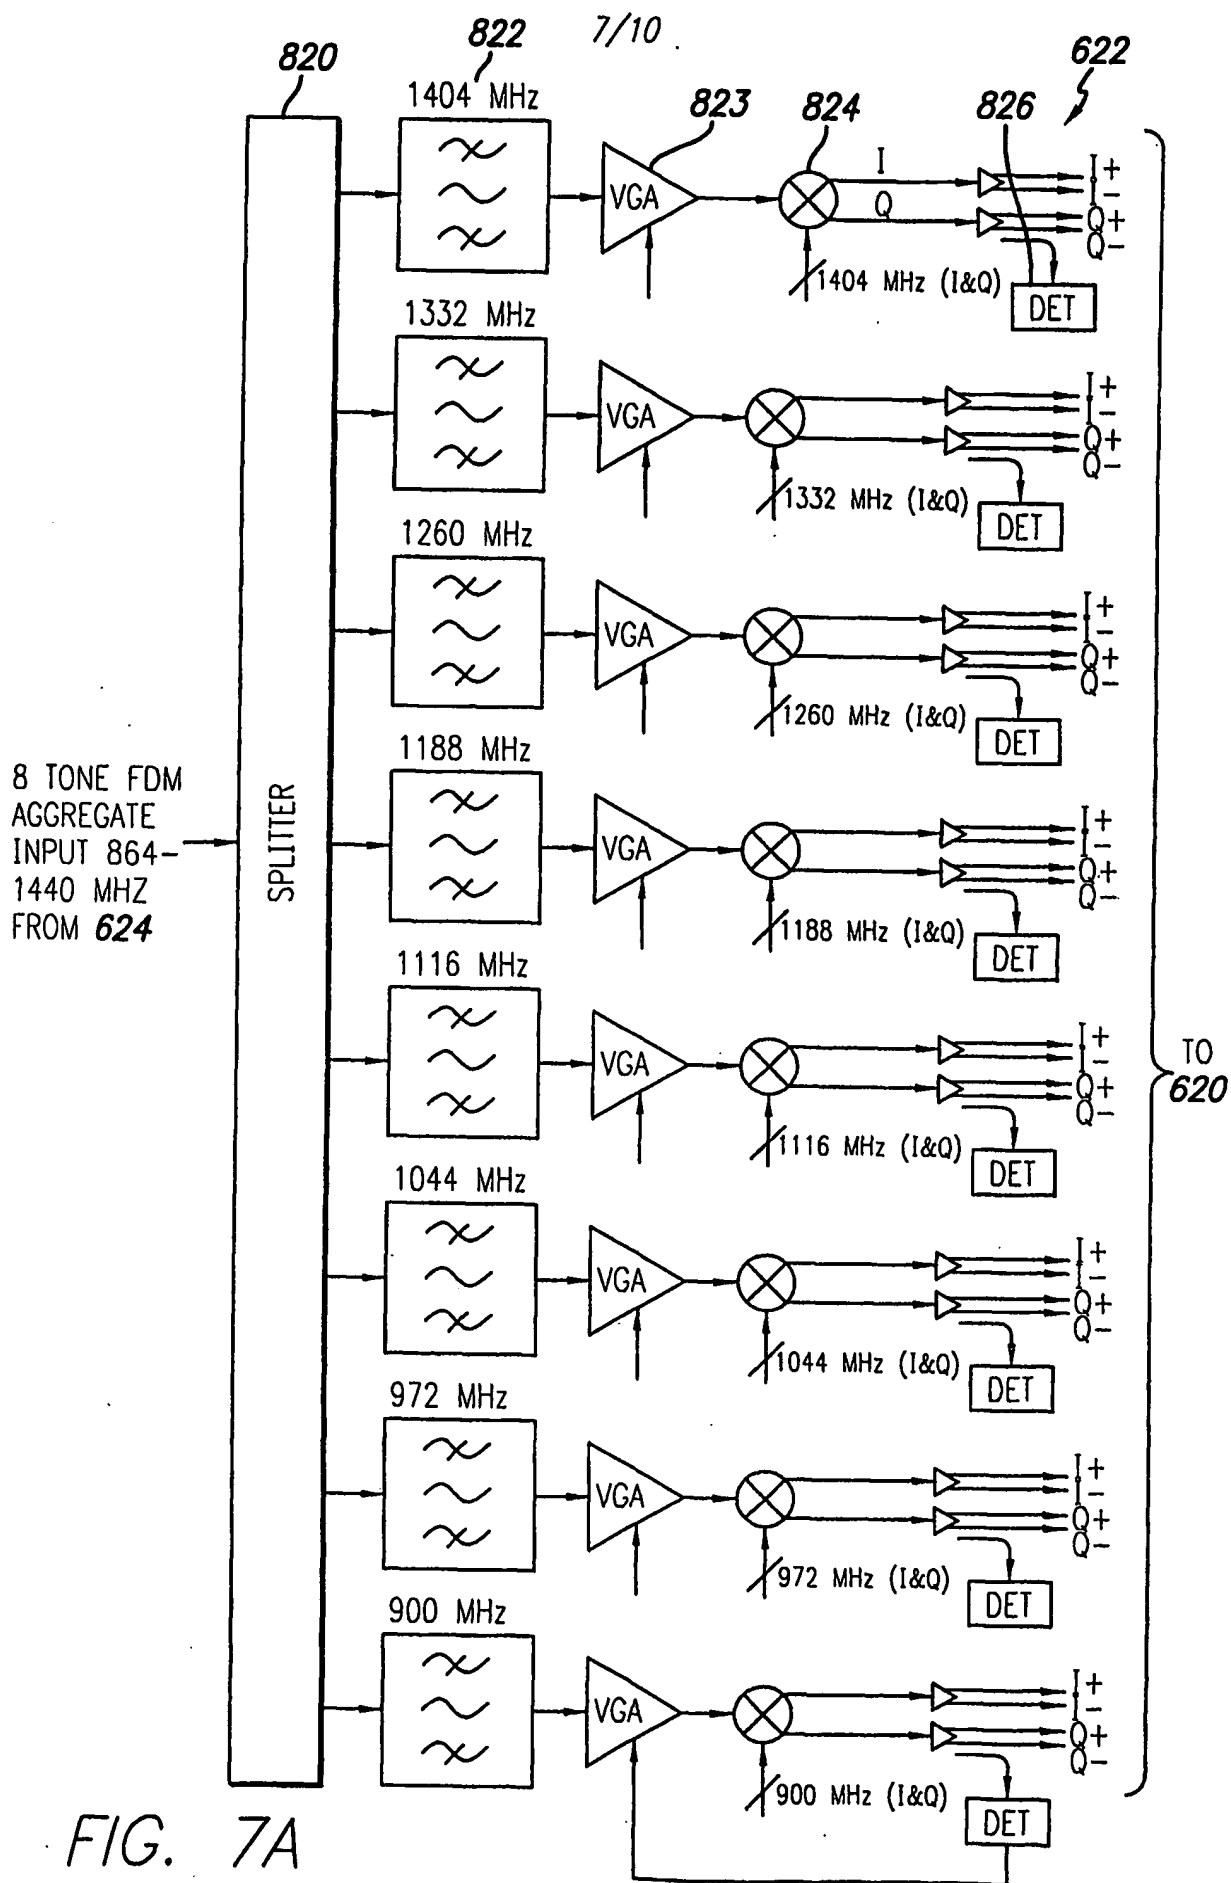 7/10
820
822
823
824
826
622
1404 MHz
VGA
I
Q
I+
I-
Q+
Q-
1404 MHz (I&Q)
DET
1332 MHz
VGA
I+
I-
Q+
Q-
1332 MHz (I&Q)
DET
1260 MHz
VGA
I+
I-
Q+
Q-
1260 MHz (I&Q)
DET
8 TONE FDM
AGGREGATE
INPUT 864-
1440 MHZ
FROM 624
SPLITTER
1188 MHz
VGA
I+
I-
Q+
Q-
1188 MHz (I&Q)
DET
1116 MHz
VGA
I+
I-
Q+
Q-
1116 MHz (I&Q)
DET
TO
620
1044 MHz
VGA
I+
I-
Q+
Q-
1044 MHz (I&Q)
DET
972 MHz
VGA
I+
I-
Q+
Q-
972 MHz (I&Q)
DET
900 MHz
VGA
I+
I-
Q+
Q-
900 MHz (I&Q)
DET
FIG. 7A